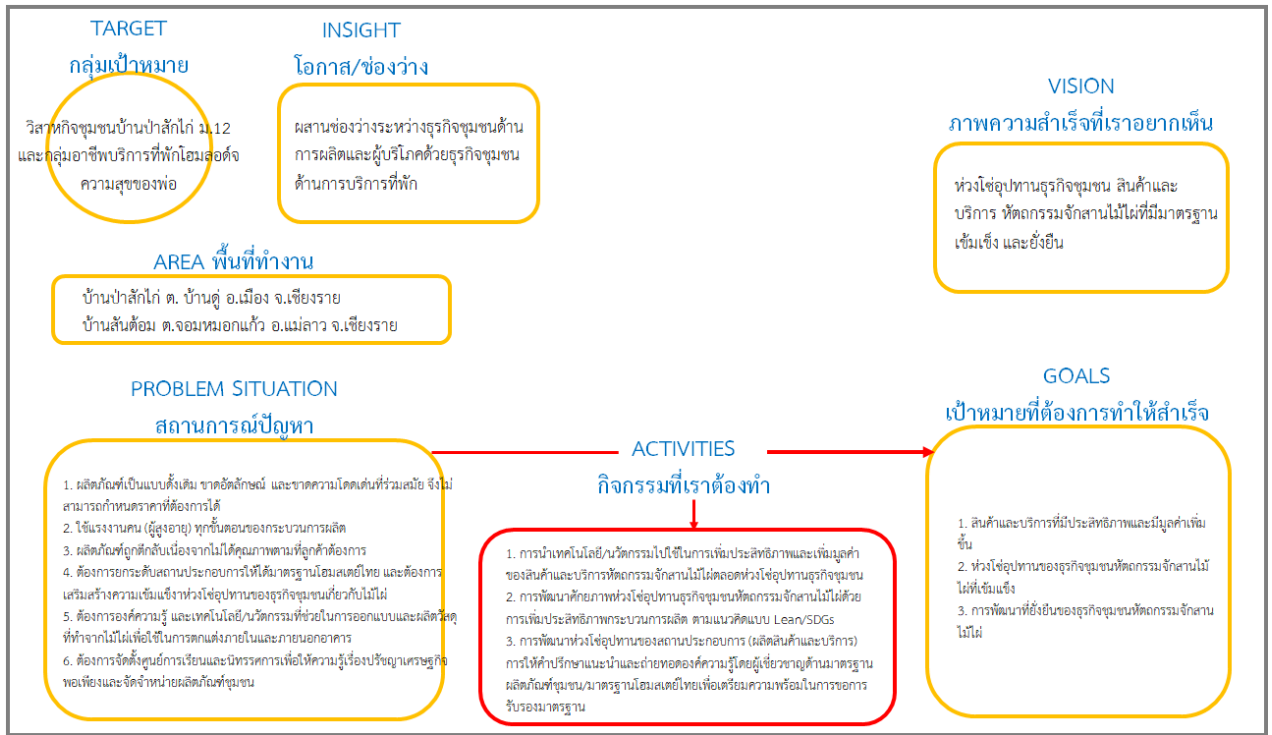 TARGET
กลุ่มเป้าหมาย
วิสาหกิจชุมชนบ้านป่าสักไก่ ม.12
และกลุ่มอาชีพบริการที่พักโฮมลอด์จ
ความสุขของพ่อ
INSIGHT
โอกาส/ช่องว่าง
ผสานช่องว่างระหว่างธุรกิจชุมชนด้าน
การผลิตและผู้บริโภคด้วยธุรกิจชุมชน
ด้านการบริการที่พัก
VISION
ภาพความสำเร็จที่เราอยากเห็น
ห่วงโซ่อุปทานธุรกิจชุมชน สินค้าและ
บริการ หัตถกรรมจักสานไม้ไผ่ที่มีมาตรฐาน
เข้มเข็ง และยั่งยืน
AREA พื้นที่ทำงาน
บ้านป่าสักไก่ ต. บ้านดู่ อ.เมือง จ.เชียงราย
บ้านสันต้อม ต.จอมหมอกแก้ว อ.แม่ลาว จ.เชียงราย
PROBLEM SITUATION
สถานการณ์ปัญหา
1. ผลิตภัณฑ์เป็นแบบดั้งเดิม ขาดอัตลักษณ์ และขาดความโดดเด่นที่ร่วมสมัย จึงไม่
สามารถกำหนดราคาที่ต้องการได้
2. ใช้แรงงานคน (ผู้สูงอายุ) ทุกขั้นตอนของกระบวนการผลิต
3. ผลิตภัณฑ์ถูกตีกลับเนื่องจากไม่ได้คุณภาพตามที่ลูกค้าต้องการ
4. ต้องการยกระดับสถานประกอบการให้ได้มาตรฐานโฮมสเตย์ไทย และต้องการ
เสริมสร้างความเข้มแข็งาห่วงโซ่อุปทานของธุรกิจชุมชนเกี่ยวกับไม้ไผ่
5. ต้องการองค์ความรู้ และเทคโนโลยี/นวัตกรรมที่ช่วยในการออกแบบและผลิตวัสดุ
ที่ทำจากไม้ไผ่เพื่อใช้ในการตกแต่งภายในและภายนอกอาคาร
6. ต้องการจัดตั้งศูนย์การเรียนและนิทรรศการเพื่อให้ความรู้เรื่องปรัชญาเศรษฐกิจ
พอเพียงและจัดจำหน่ายผลิตภัณฑ์ชุมชน
ACTIVITIES
กิจกรรมที่เราต้องทำ
1. การนำเทคโนโลยี/นวัตกรรมไปใช้ในการเพิ่มประสิทธิภาพและเพิ่มมูลค่า
ของสินค้าและบริการหัตถกรรมจักสานไม้ไผ่ตลอดห่วงโซ่อุปทานธุรกิจชุมชน
2. การพัฒนาศักยภาพห่วงโซ่อุปทานธุรกิจชุมชนหัตถกรรมจักสานไม้ไผ่ด้วย
การเพิ่มประสิทธิภาพกระบวนการผลิต ตามแนวคิดแบบ Lean/SDGs
3. การพัฒนาห่วงโซ่อุปทานของสถานประกอบการ (ผลิตสินค้าและบริการ)
การให้คำปรึกษาแนะนำและถ่ายทอดองค์ความรู้โดยผู้เชี่ยวชาญด้านมาตรฐาน
ผลิตภัณฑ์ชุมชน/มาตรฐานโฮมสเตย์ไทยเพื่อเตรียมความพร้อมในการขอการ
รับรองมาตรฐาน
GOALS
เป้าหมายที่ต้องการทำให้สำเร็จ
1. สินค้าและบริการที่มีประสิทธิภาพและมีมูลค่าเพิ่ม
ขึ้น
2. ห่วงโซ่อุปทานของธุรกิจชุมชนหัตถกรรมจักสานไม้
ไผ่ที่เข้มแข็ง
3. การพัฒนาที่ยั่งยืนของธุรกิจชุมชนหัตถกรรมจักสาน
ไม้ไผ่